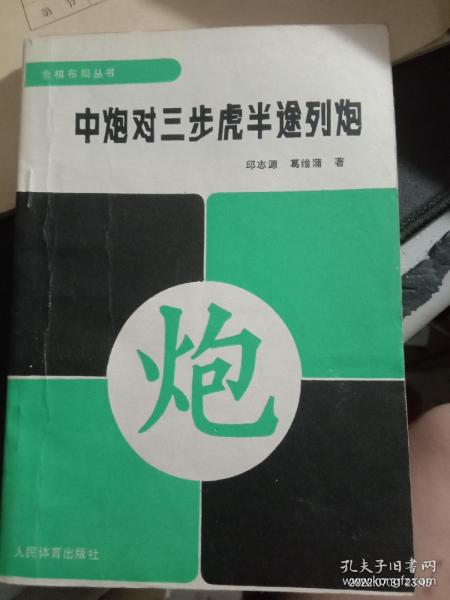 象棋布局丛书
中炮对三步虎半途列炮
邱志源 葛维蒲 著
炮
人民体育出版社
孔夫子旧书网